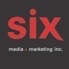 six
media + marketing inc.